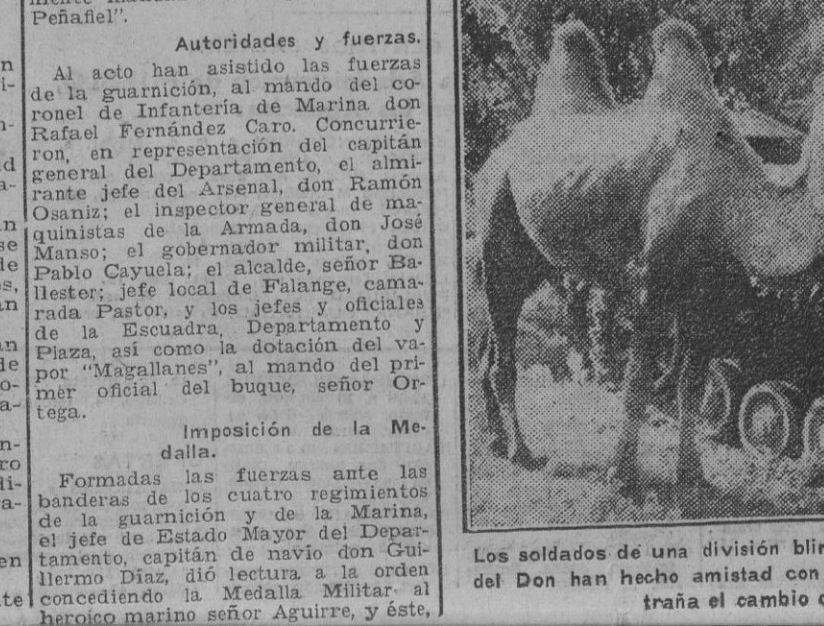 Peñafiel".
Autoridades y fuerzas.
Al acto han asistido las fuerzas
de la guarnición, al mando del co-
ronel de Infantería de Marina don
Rafael Fernández Caro. Concurrie-
ron, en representación del capitán
general del Departamento, el almi-
rante jefe del Arsenal, don Ramón
Osaniz; el inspector general de ma-
quinistas de la Armada, don José
Manso; el gobernador militar, don
Pablo Cayuela; el alcalde, señor Ba-
llester; jefe local de Falange, cama-
rada Pastor, y los jefes y oficiales
de la Escuadra, Departamento y
Plaza, así como la dotación del va-
por "Magallanes", al mando del pri-
mer oficial del buque, señor Or-
tega.
Imposición de la Me-
dalla.
Formadas las fuerzas ante las
banderas de los cuatro regimientos
de la guarnición y de la Marina,
el jefe de Estado Mayor del Depar-
tamento, capitán de navío don Gui-
llermo Díaz, dió lectura a la orden
concediendo la Medalla Militar al
heroico marino señor Aguirre, y éste,
Los soldados de una división
del Don han hecho amistad con
el cambio